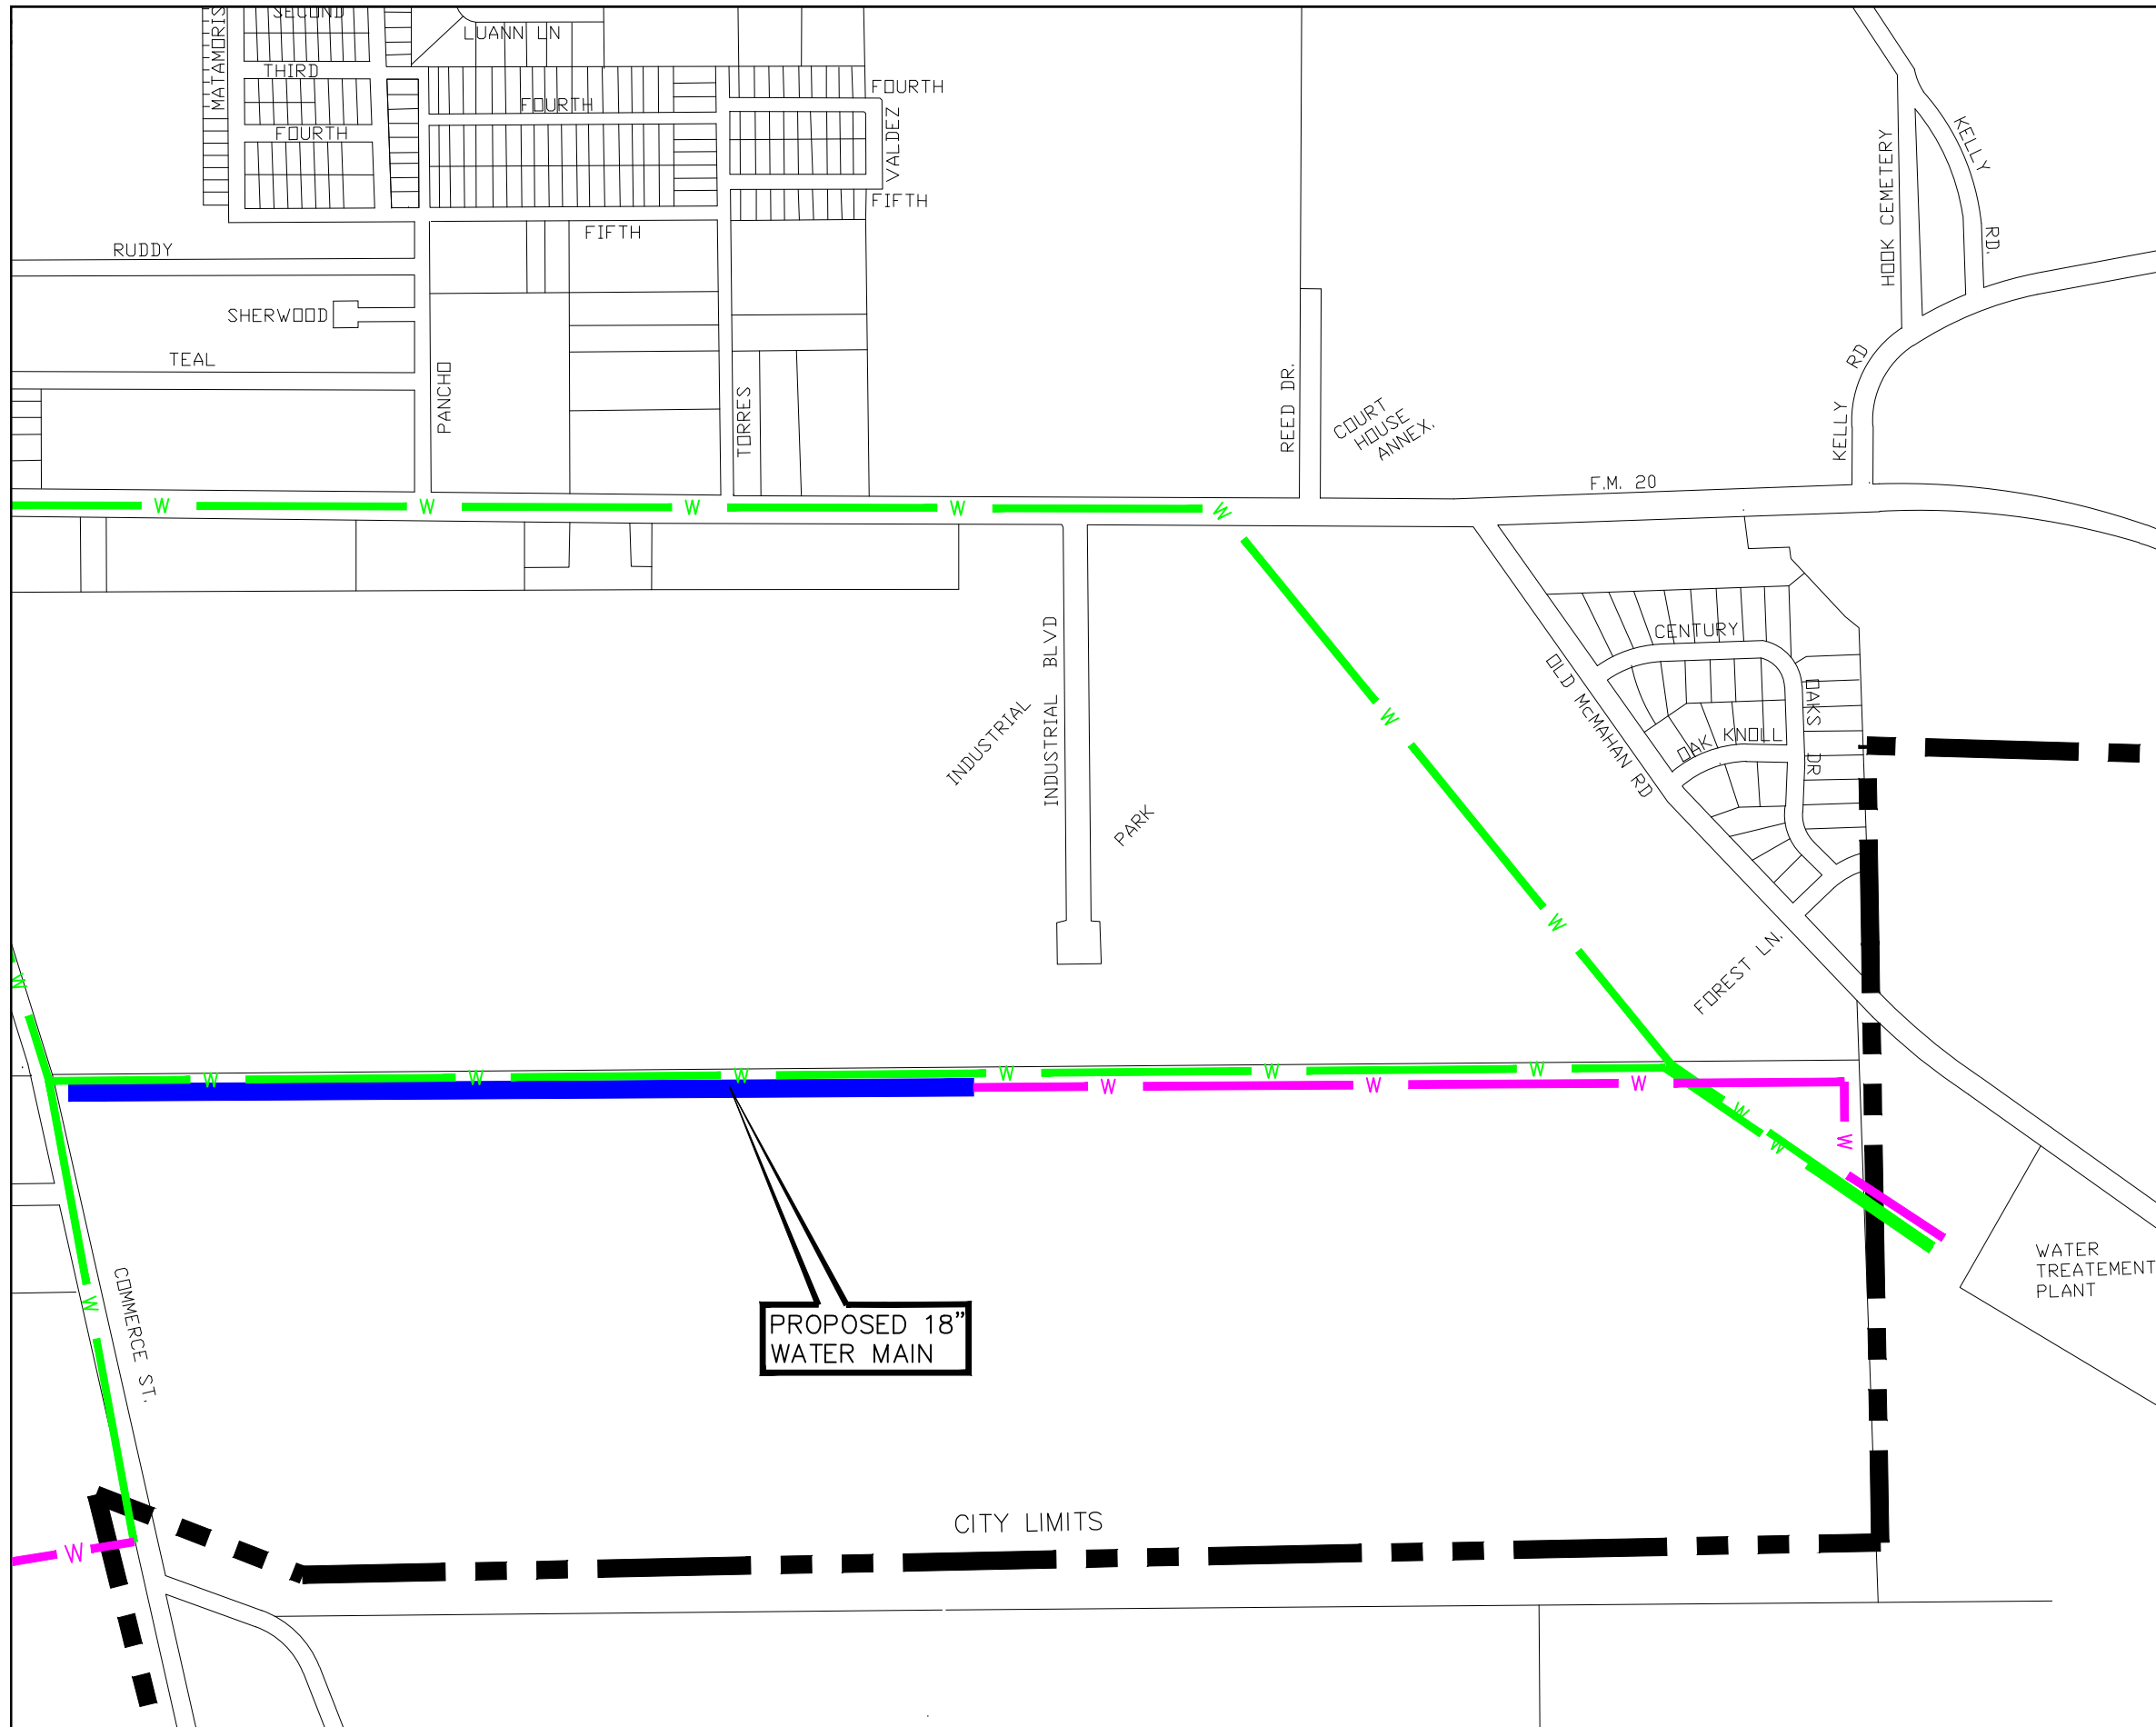 SECOND
MATAMORIS
LUANN LN
THIRD
FOURTH
FOURTH
FOURTH
VALDEZ
FIFTH
FIFTH
RUDDY
SHERWOOD
TEAL
PANCHO
TORRES
REED DR.
COURT
HOUSE
ANNEX.
HOOK CEMETERY
KELLY
RD.
KELLY
RD
F.M. 20
W
W
W
W
W
CENTURY
OAKS DR
OAK KNOLL
OLD McMAHAN RD
INDUSTRIAL
PARK
INDUSTRIAL BLVD
W
W
FOREST LN.
W
W
W
W
W
W
W
W
W
W
W
W
W
W
COMMERCE ST.
WATER
TREATEMENT
PLANT
PROPOSED 18"
WATER MAIN
CITY LIMITS
W